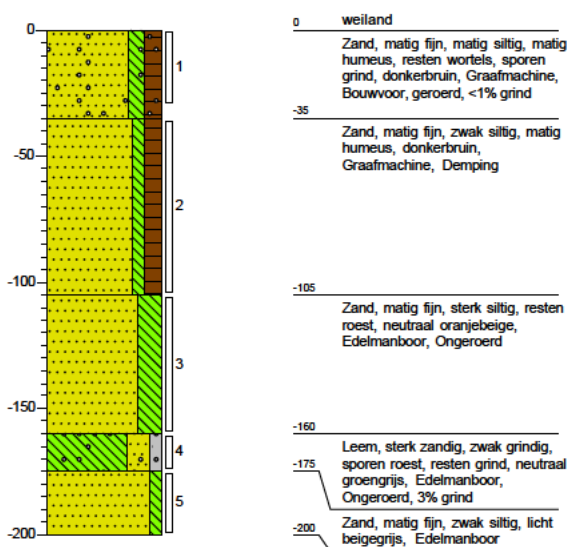 0
-50
-100
-150
-200
1
2
3
4
5
0 weiland
Zand, matig fijn, matig siltig, matig
humeus, resten wortels, sporen
grind, donkerbruin, Graafmachine,
Bouwvoor, geroerd, <1% grind
-35
Zand, matig fijn, zwak siltig, matig
humeus, donkerbruin,
Graafmachine, Demping
-105
Zand, matig fijn, sterk siltig, resten
roest, neutraal oranjebeige,
Edelmanboor, Ongeroerd
-160
Leem, sterk zandig, zwak grindig,
sporen roest, resten grind, neutraal
groengrijs, Edelmanboor,
Ongeroerd, 3% grind
-175
Zand, matig fijn, zwak siltig, licht
beigegrijs, Edelmanboor
-200